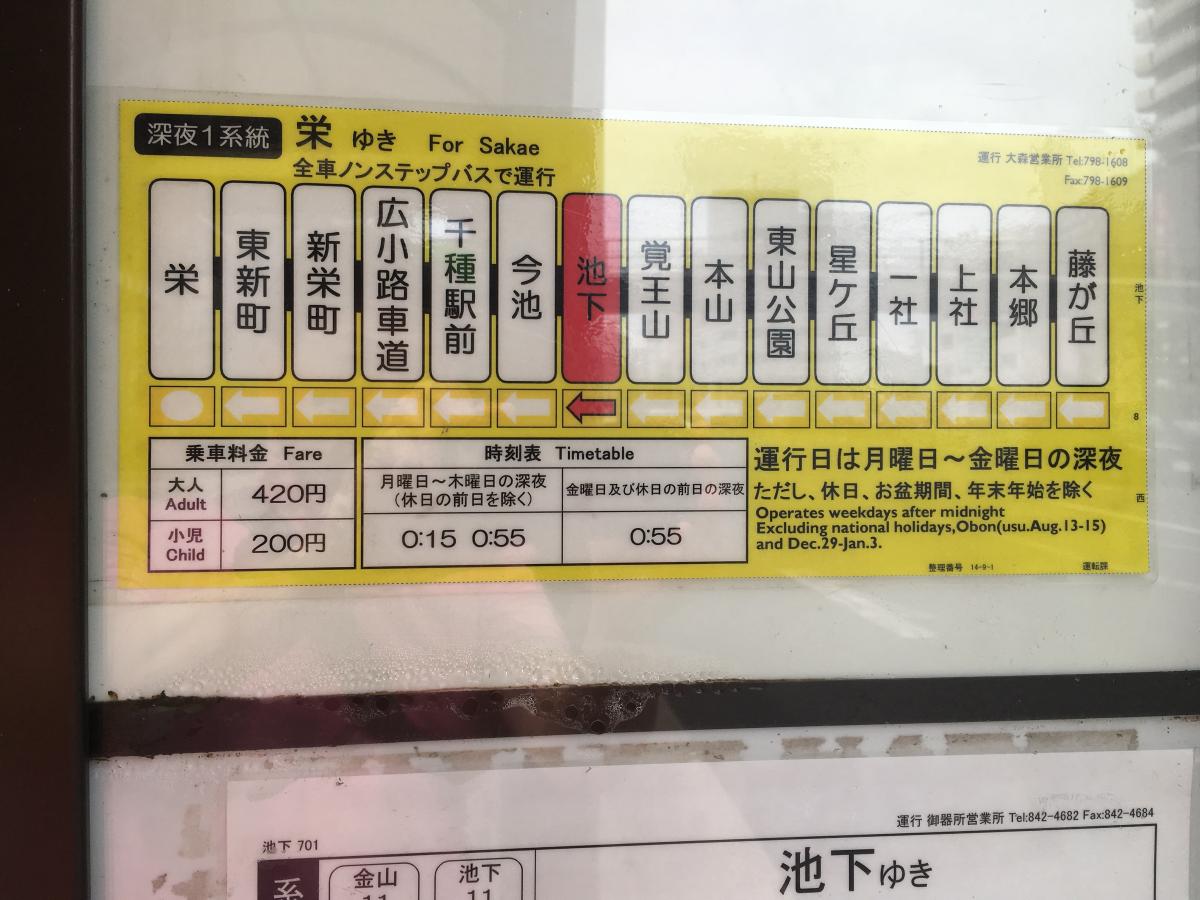 深夜1系統
栄 ゆき For Sakae
全車ノンステップバスで運行
運行 大森営業所 Tel:798-1608
Fax:798-1609
栄
東新町
新栄町
広小路車道
千種駅前
今池
池下
覚王山
本山
東山公園
星ケ丘
一社
上社
本郷
藤が丘
池下
8
西
乗車料金 Fare
大人 Adult 420円
小児 Child 200円
時刻表 Timetable
月曜日～木曜日の深夜
(休日の前日を除く)
金曜日及び休日の前日の深夜
0:15 0:55
0:55
運行日は月曜日～金曜日の深夜
ただし、休日、お盆期間、年末年始を除く
Operates weekdays after midnight
Excluding national holidays,Obon(usu.Aug.13-15)
and Dec.29-Jan.3.
整理番号 14-9-1 運転課
運行 御器所営業所 Tel:842-4682 Fax:842-4684
池下 701
系
金山
11
池下
11
池下ゆき